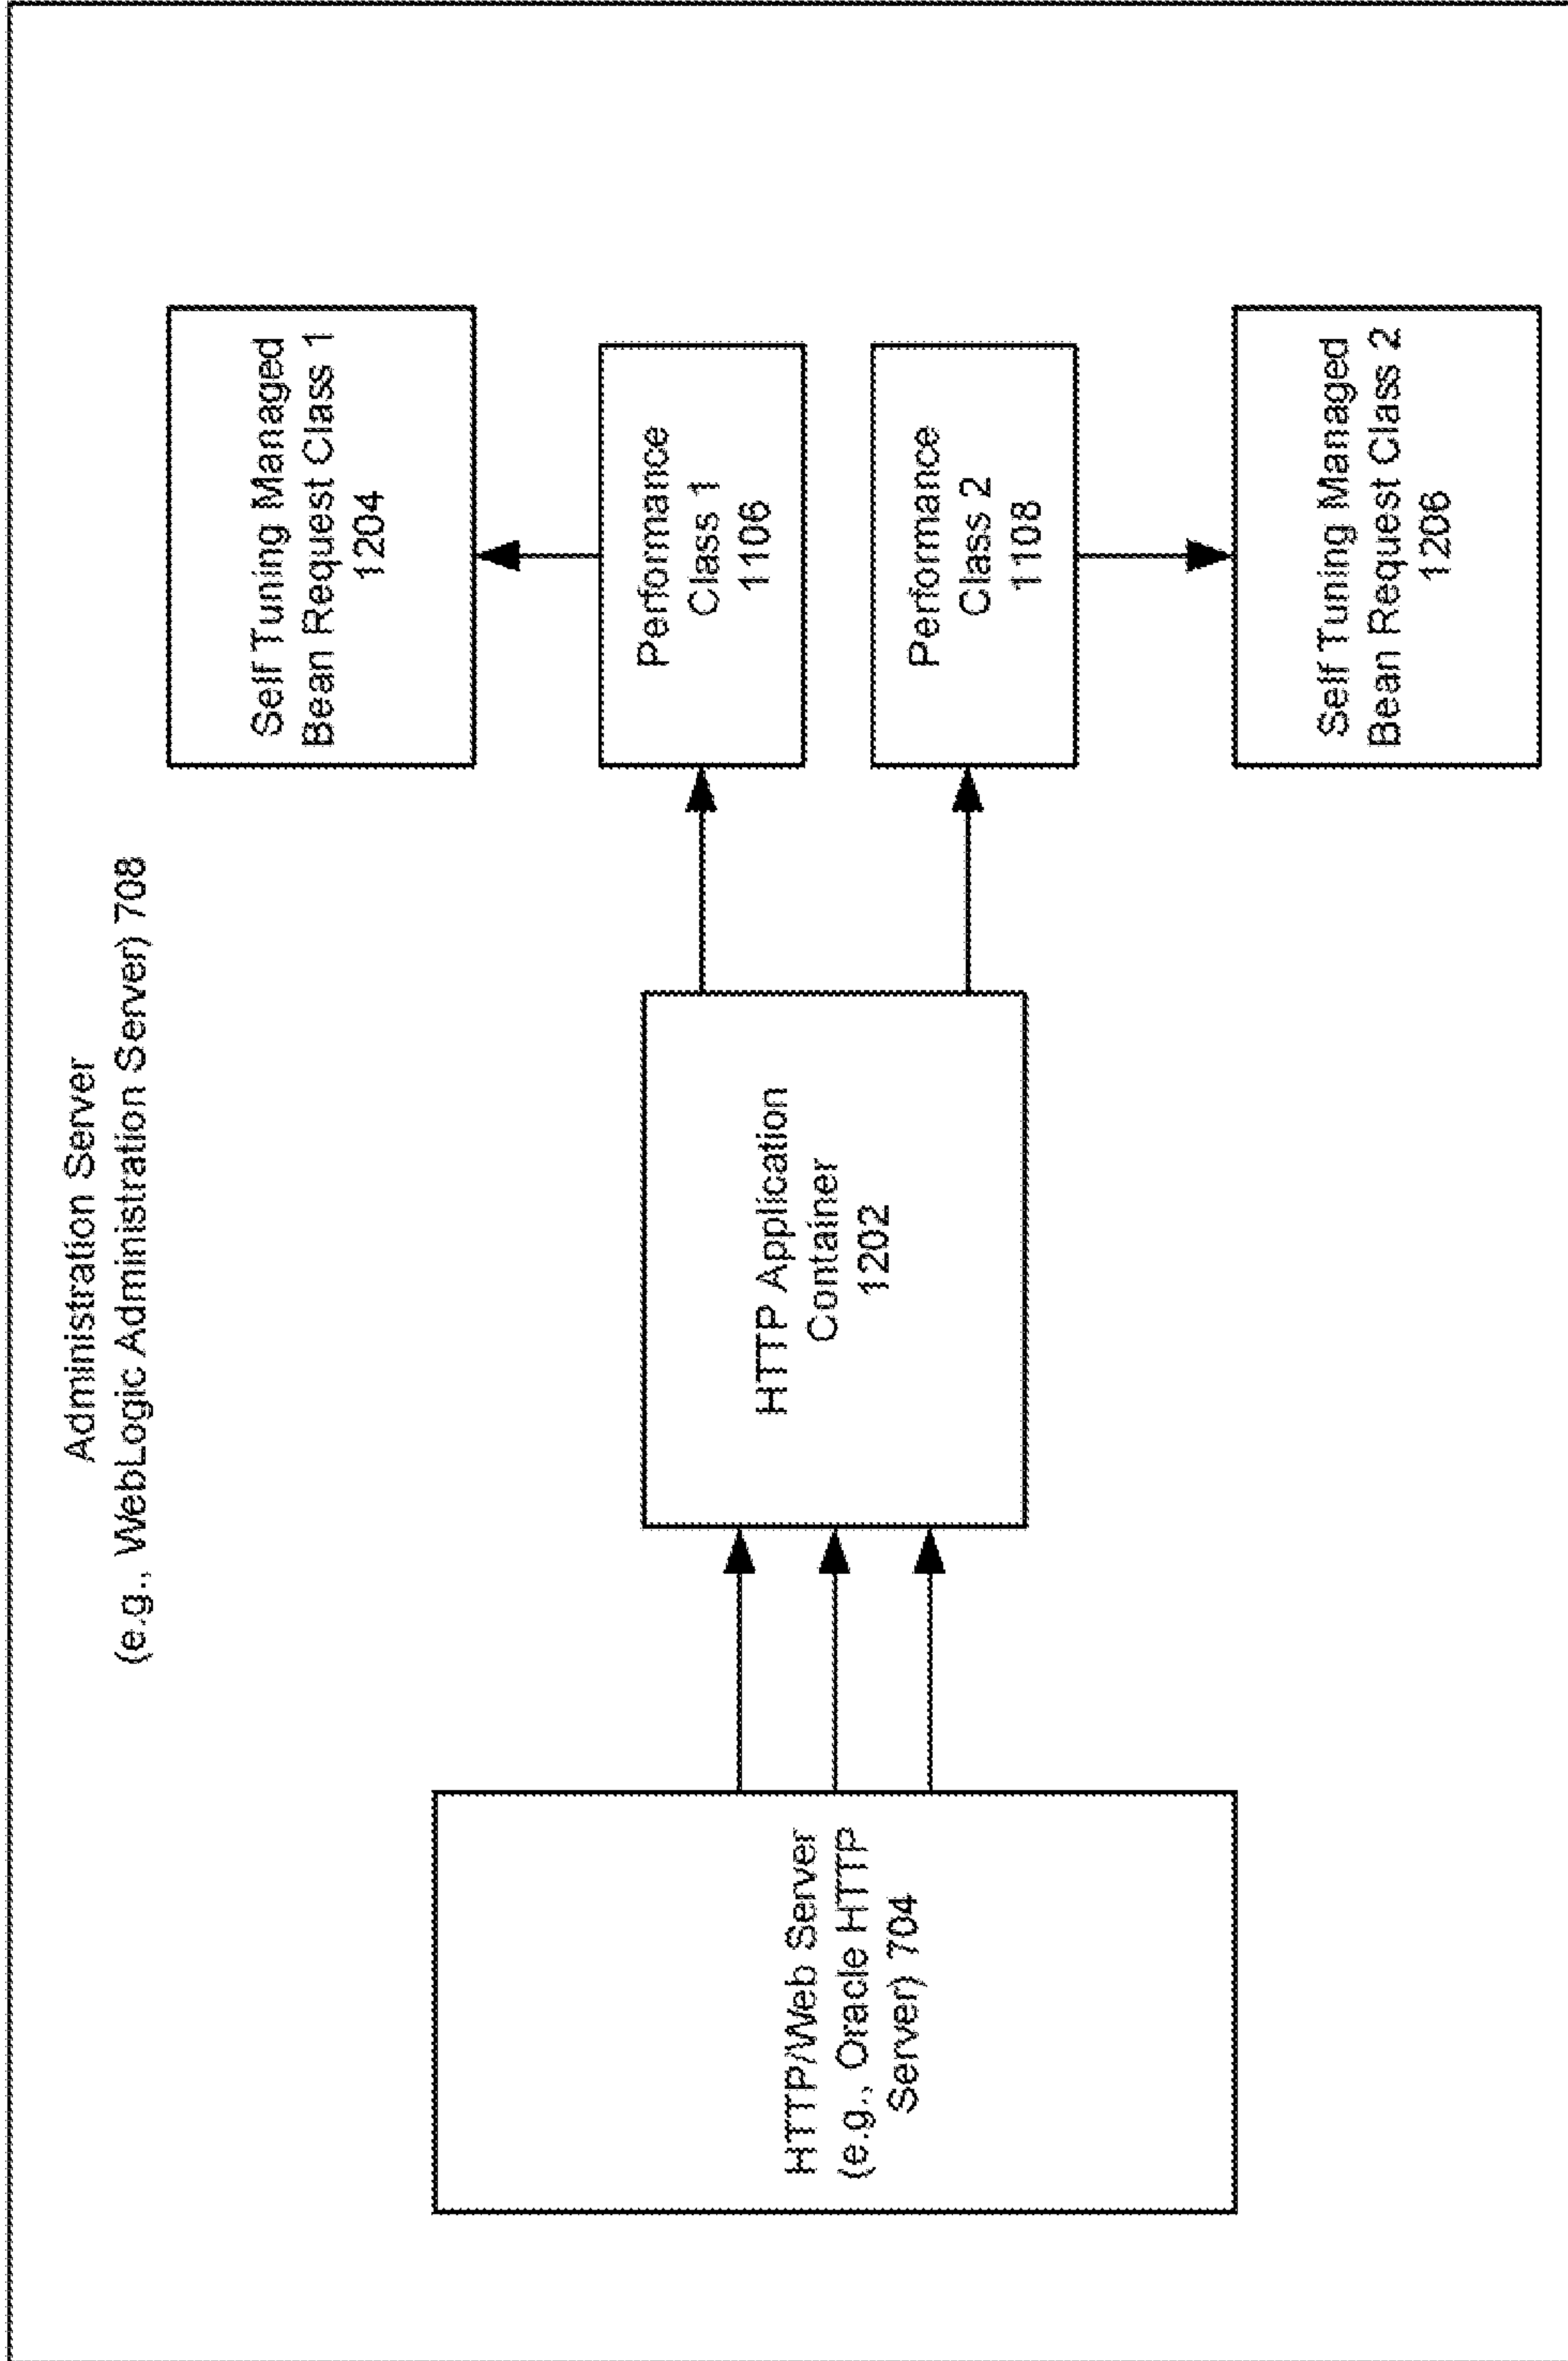 Administration Server
(e.g., WebLogic Administration Server) 708
HTTP/Web Server
(e.g., Oracle HTTP
Server) 704
HTTP Application
Container
1202
Self Tuning Managed
Bean Request Class 1
1204
Performance
Class 1
1106
Performance
Class 2
1108
Self Tuning Managed
Bean Request Class 2
1206